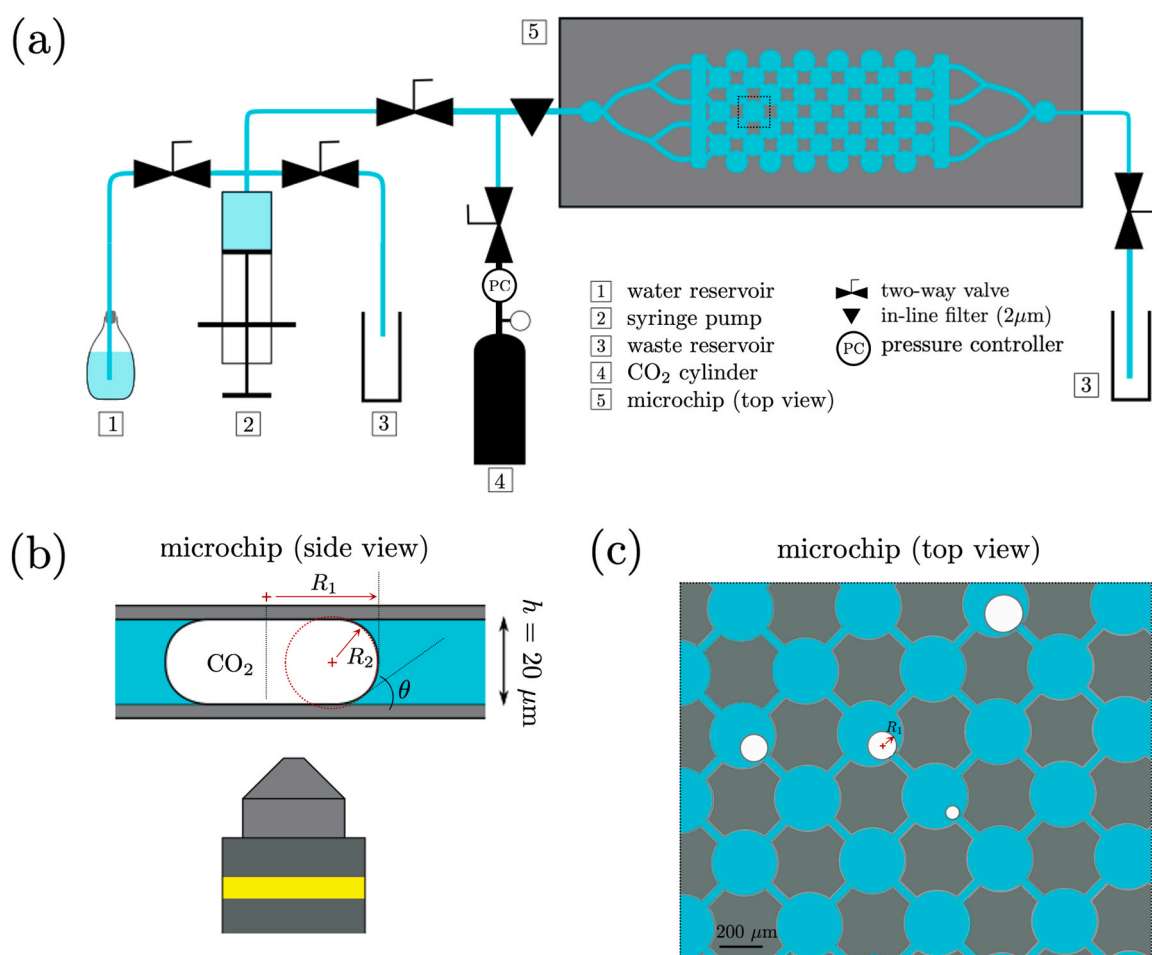 (a)
5
PC
1
2
3
4
1 water reservoir
2 syringe pump
3 waste reservoir
4 CO₂ cylinder
5 microchip (top view)
two-way valve
in-line filter (2μm)
PC pressure controller
3
(b)
microchip (side view)
R₁
CO₂
R₂
θ
h = 20 μm
(c)
microchip (top view)
R₁
200 μm